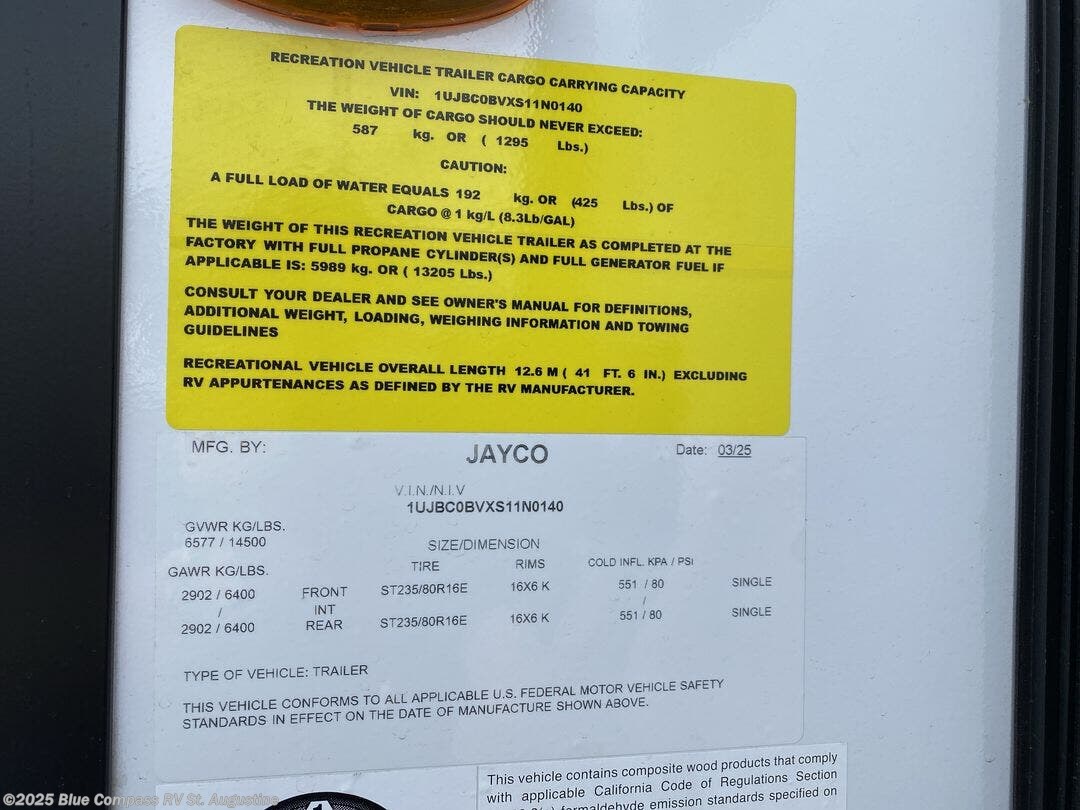 RECREATION VEHICLE TRAILER CARGO CARRYING CAPACITY
VIN: 1UJBC0BVXS11N0140
THE WEIGHT OF CARGO SHOULD NEVER EXCEED:
587 kg. OR ( 1295 Lbs.)
CAUTION:
A FULL LOAD OF WATER EQUALS 192 kg. OR (425 Lbs.) OF
CARGO @ 1 kg/L (8.3Lb/GAL)
THE WEIGHT OF THIS RECREATION VEHICLE TRAILER AS COMPLETED AT THE
FACTORY WITH FULL PROPANE CYLINDER(S) AND FULL GENERATOR FUEL IF
APPLICABLE IS: 5989 kg. OR ( 13205 Lbs.)
CONSULT YOUR DEALER AND SEE OWNER'S MANUAL FOR DEFINITIONS,
ADDITIONAL WEIGHT, LOADING, WEIGHING INFORMATION AND TOWING
GUIDELINES
RECREATIONAL VEHICLE OVERALL LENGTH 12.6 M ( 41 FT. 6 IN.) EXCLUDING
RV APPURTENANCES AS DEFINED BY THE RV MANUFACTURER.
MFG. BY: JAYCO Date: 03/25
V.I.N./N.I.V
1UJBC0BVXS11N0140
GVWR KG/LBS.
6577 / 14500
SIZE/DIMENSION
GAWR KG/LBS. TIRE RIMS COLD INFL. KPA / PSI
2902 / 6400 FRONT ST235/80R16E 16X6 K 551 / 80 SINGLE
/ INT /
2902 / 6400 REAR ST235/80R16E 16X6 K 551 / 80 SINGLE
TYPE OF VEHICLE: TRAILER
THIS VEHICLE CONFORMS TO ALL APPLICABLE U.S. FEDERAL MOTOR VEHICLE SAFETY
STANDARDS IN EFFECT ON THE DATE OF MANUFACTURE SHOWN ABOVE.
This vehicle contains composite wood products that comply
with applicable California Code of Regulations Section
formaldehyde emission standards specified on
©2025 Blue Compass RV St. Augustine